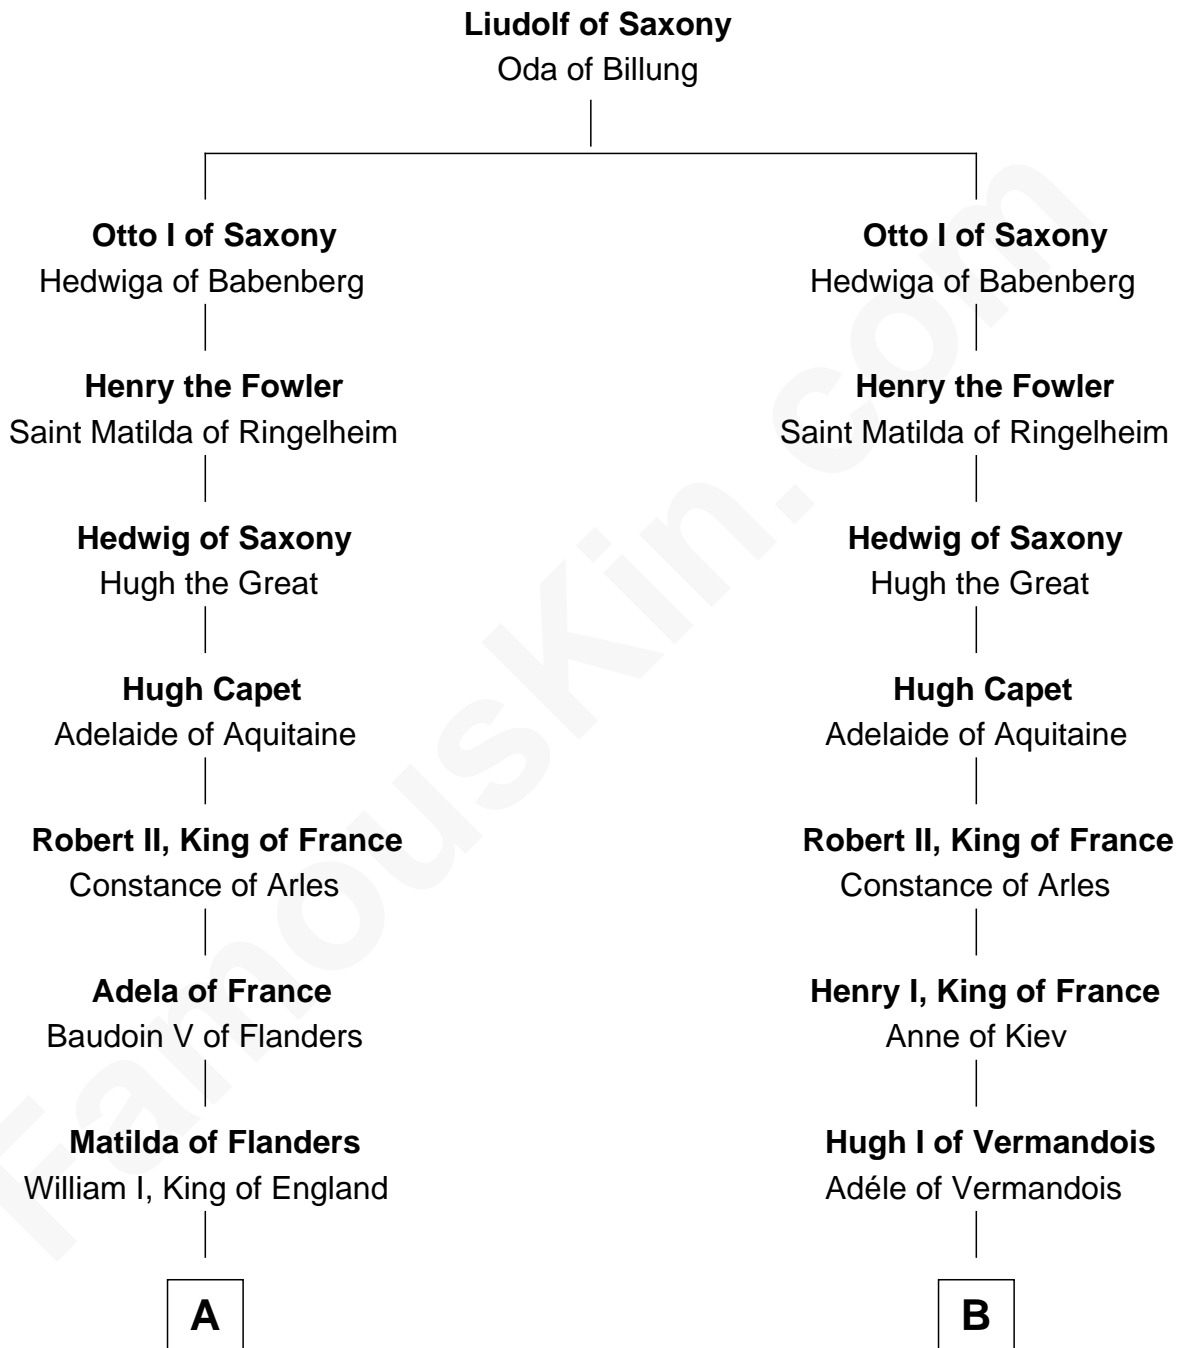 Liudolf of Saxony
Oda of Billung
Otto I of Saxony
Hedwiga of Babenberg
Henry the Fowler
Saint Matilda of Ringelheim
Hedwig of Saxony
Hugh the Great
Hugh Capet
Adelaide of Aquitaine
Robert II, King of France
Constance of Arles
Adela of France
Baudoin V of Flanders
Matilda of Flanders
William I, King of England
A
Otto I of Saxony
Hedwiga of Babenberg
Henry the Fowler
Saint Matilda of Ringelheim
Hedwig of Saxony
Hugh the Great
Hugh Capet
Adelaide of Aquitaine
Robert II, King of France
Constance of Arles
Henry I, King of France
Anne of Kiev
Hugh I of Vermandois
Adéle of Vermandois
B
FamousKin.com